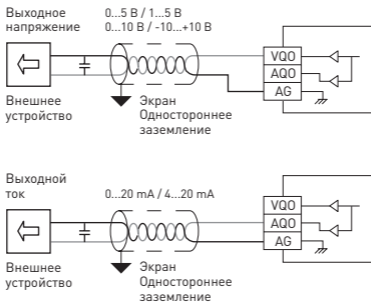 Выходное
напряжение
0...5 В / 1...5 В
0...10 В / -10...+10 В
VQO
AQO
AG
Внешнее
устройство
Экран
Одностороннее
заземление
Выходной
ток
0...20 mA / 4...20 mA
VQO
AQO
AG
Внешнее
устройство
Экран
Одностороннее
заземление